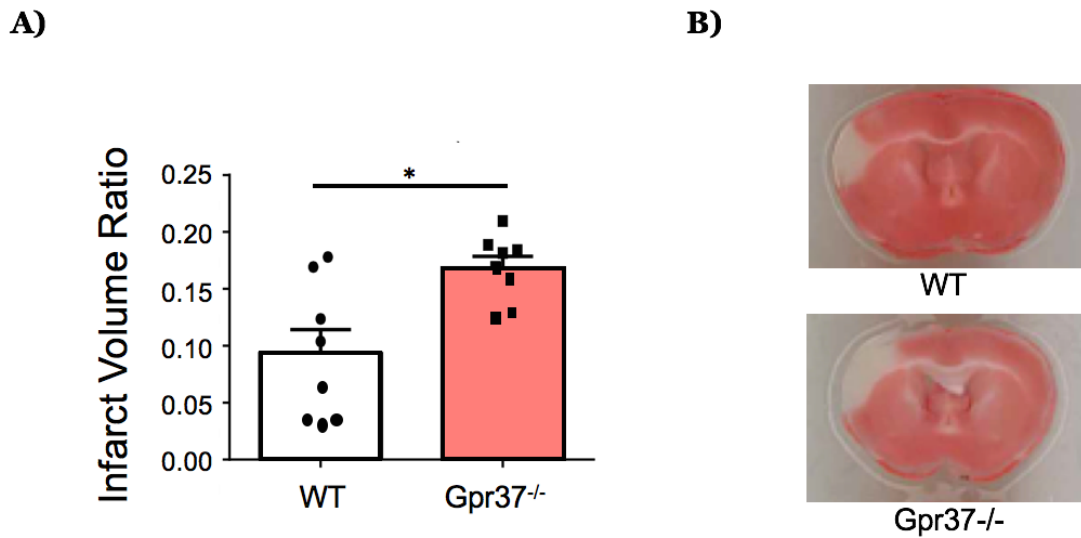 A)
B)
Infarct Volume Ratio
0.25
0.20
0.15
0.10
0.05
0.00
*
WT
Gpr37-/-
WT
Gpr37-/-